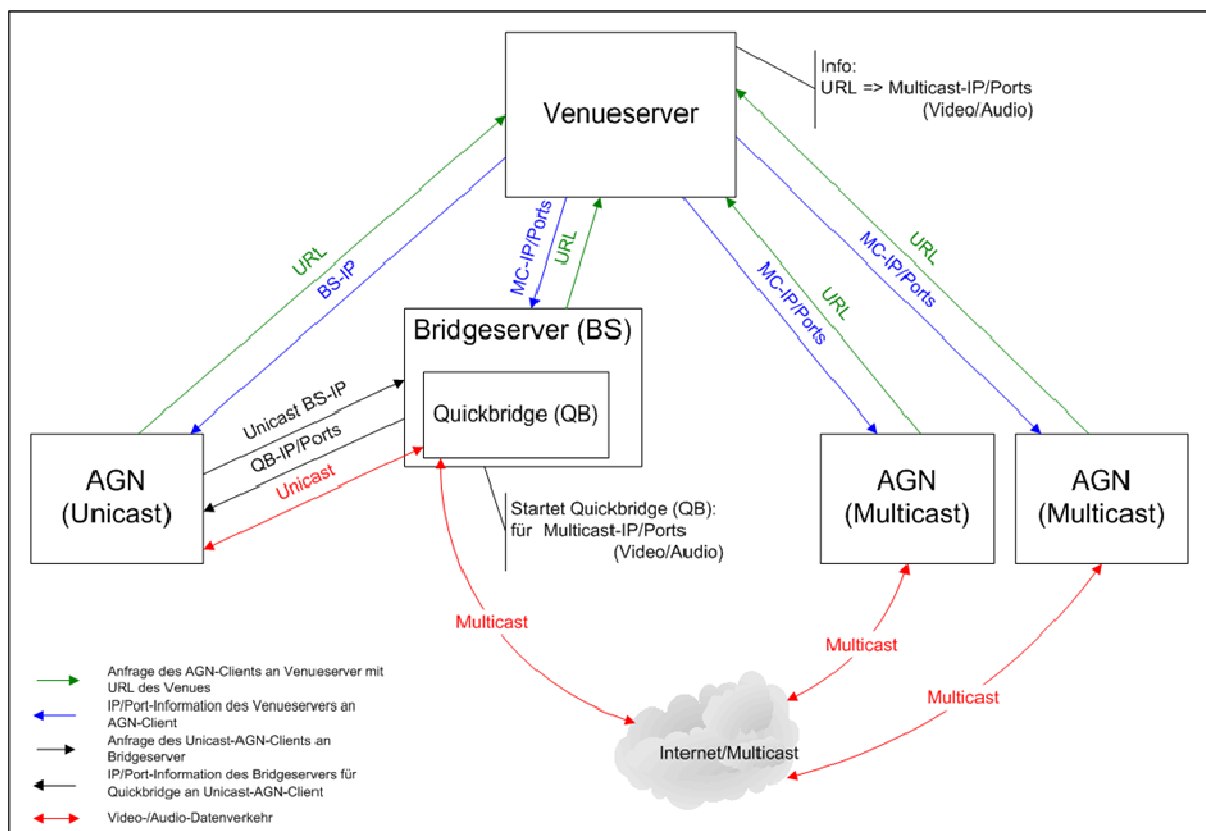 Venueserver
Info:
URL => Multicast-IP/Ports
(Video/Audio)
URL
BS-IP
MC-IP/Ports
URL
MC-IP/Ports
URL
MC-IP/Ports
URL
Bridgeserver (BS)
Quickbridge (QB)
Unicast BS-IP
QB-IP/Ports
Unicast
AGN
(Unicast)
AGN
(Multicast)
AGN
(Multicast)
Startet Quickbridge (QB):
für Multicast-IP/Ports
(Video/Audio)
Multicast
Multicast
Multicast
Internet/Multicast
Anfrage des AGN-Clients an Venueserver mit
URL des Venues
IP/Port-Information des Venueservers an
AGN-Client
Anfrage des Unicast-AGN-Clients an
Bridgeserver
IP/Port-Information des Bridgeservers für
Quickbridge an Unicast-AGN-Client
Video-/Audio-Datenverkehr